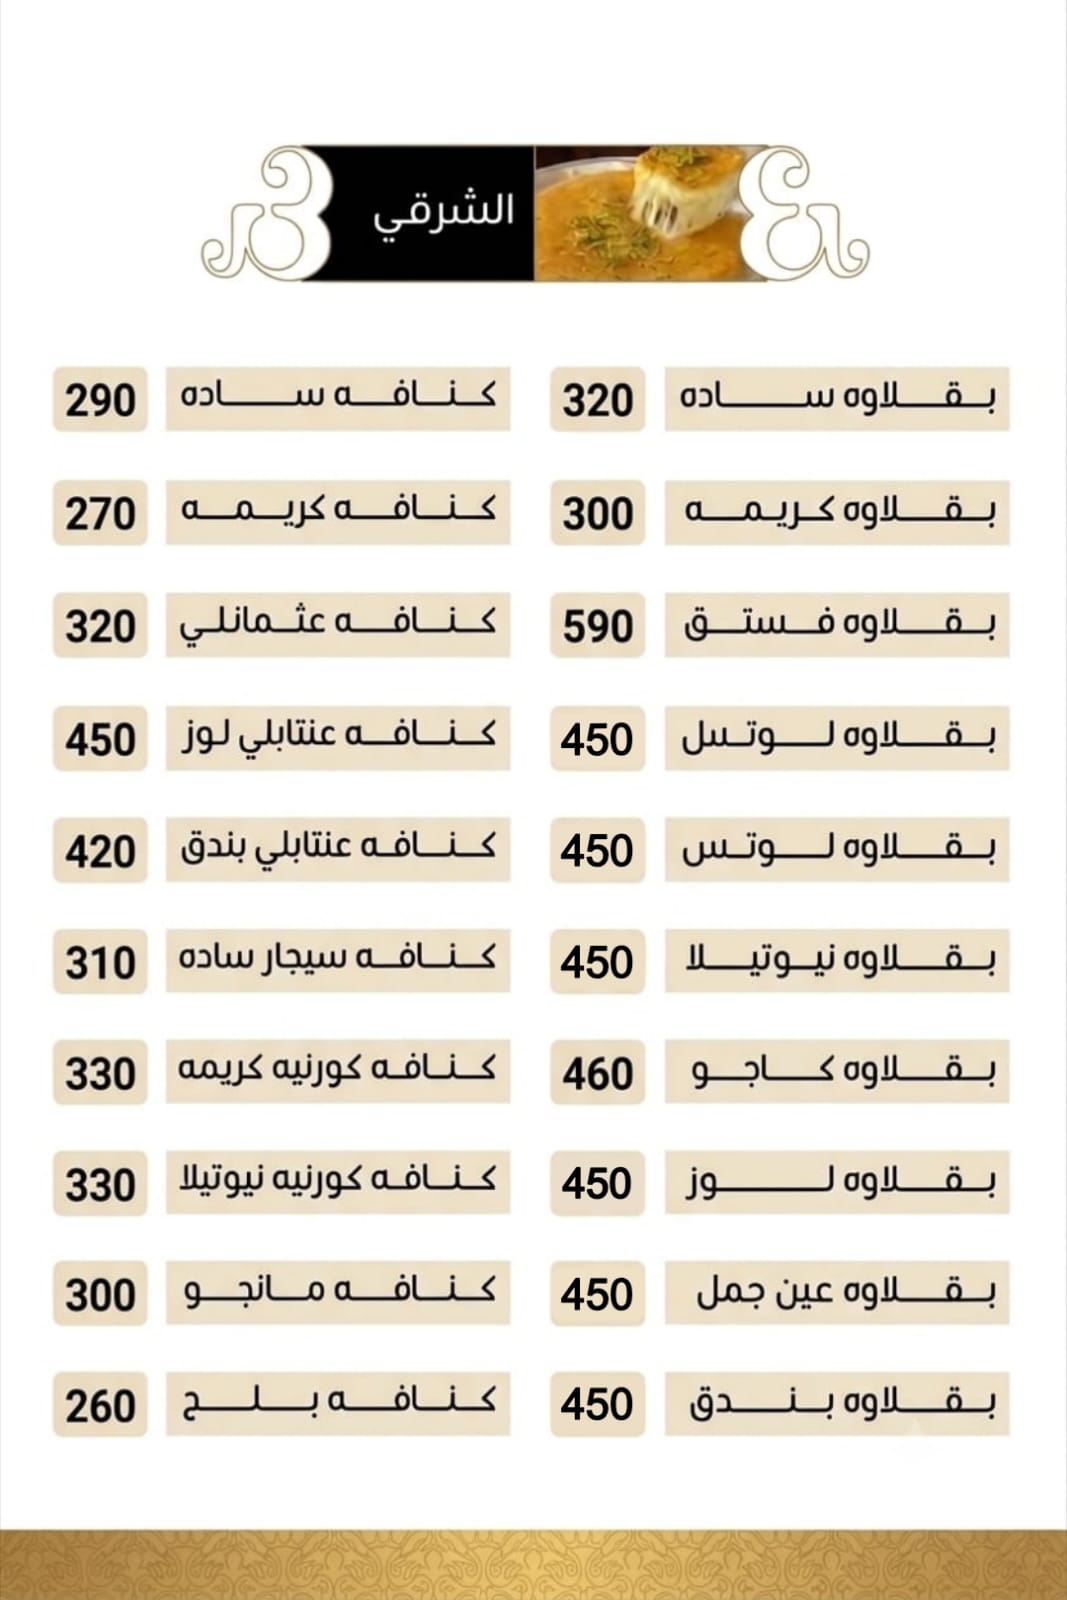 الشرقي
بقلاوه ساده 320
كنافه ساده 290
بقلاوه كريمه 300
كنافه كريمه 270
بقلاوه فستق 590
كنافه عثمانلي 320
بقلاوه لوتسل 450
كنافه عنتابلي لوز 450
بقلاوه لوتس 450
كنافه عنتابلي بندق 420
بقلاوه نيوتيلا 450
كنافه سيجار ساده 310
بقلاوه كاجو 460
كنافه كورنيه كريمه 330
بقلاوه لوز 450
كنافه كورنيه نيوتيلا 330
بقلاوه عين جمل 450
كنافه مانجو 300
بقلاوه بندق 450
كنافه بلح 260